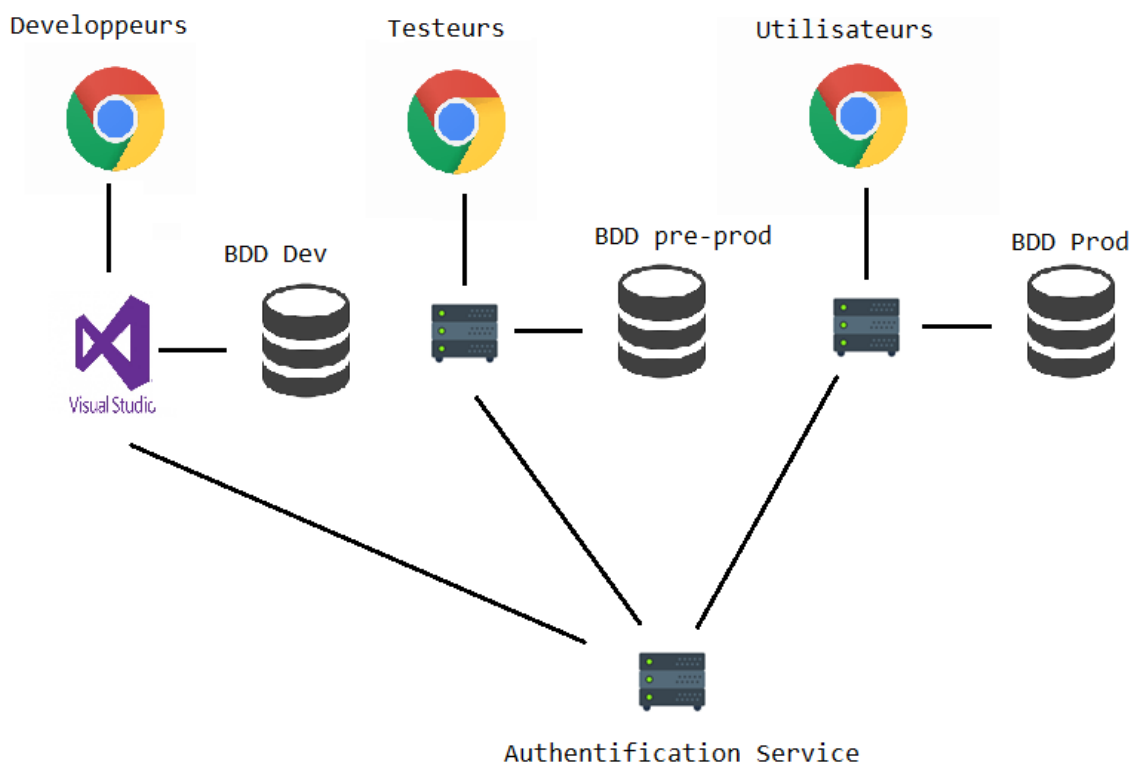 Developpeurs
Testeurs
Utilisateurs
BDD Dev
BDD pre-prod
BDD Prod
Visual Studio
Authentification Service